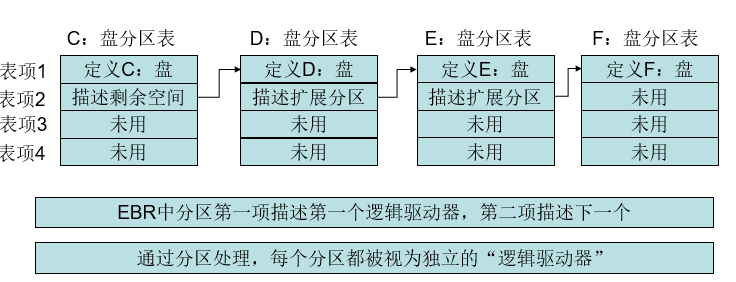 C：盘分区表 D：盘分区表 E：盘分区表 F：盘分区表
表项1 定义C：盘 定义D：盘 定义E：盘 定义F：盘
表项2 描述剩余空间 描述扩展分区 描述扩展分区 未用
表项3 未用 未用 未用 未用
表项4 未用 未用 未用 未用
EBR中分区第一项描述第一个逻辑驱动器，第二项描述下一个
通过分区处理，每个分区都被视为独立的“逻辑驱动器”